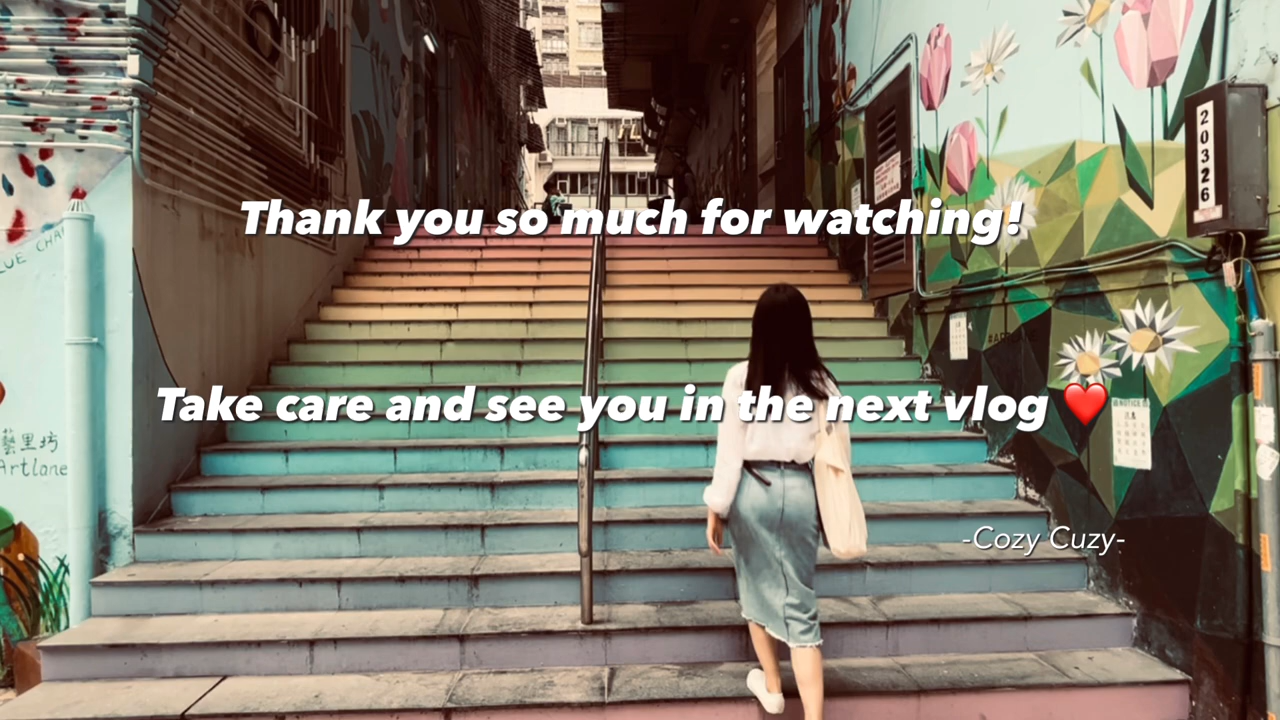 Thank you so much for watching!
Take care and see you in the next vlog ❤️
-Cozy Cuzy-
20326
藝里坊
Artlane
NOTICE